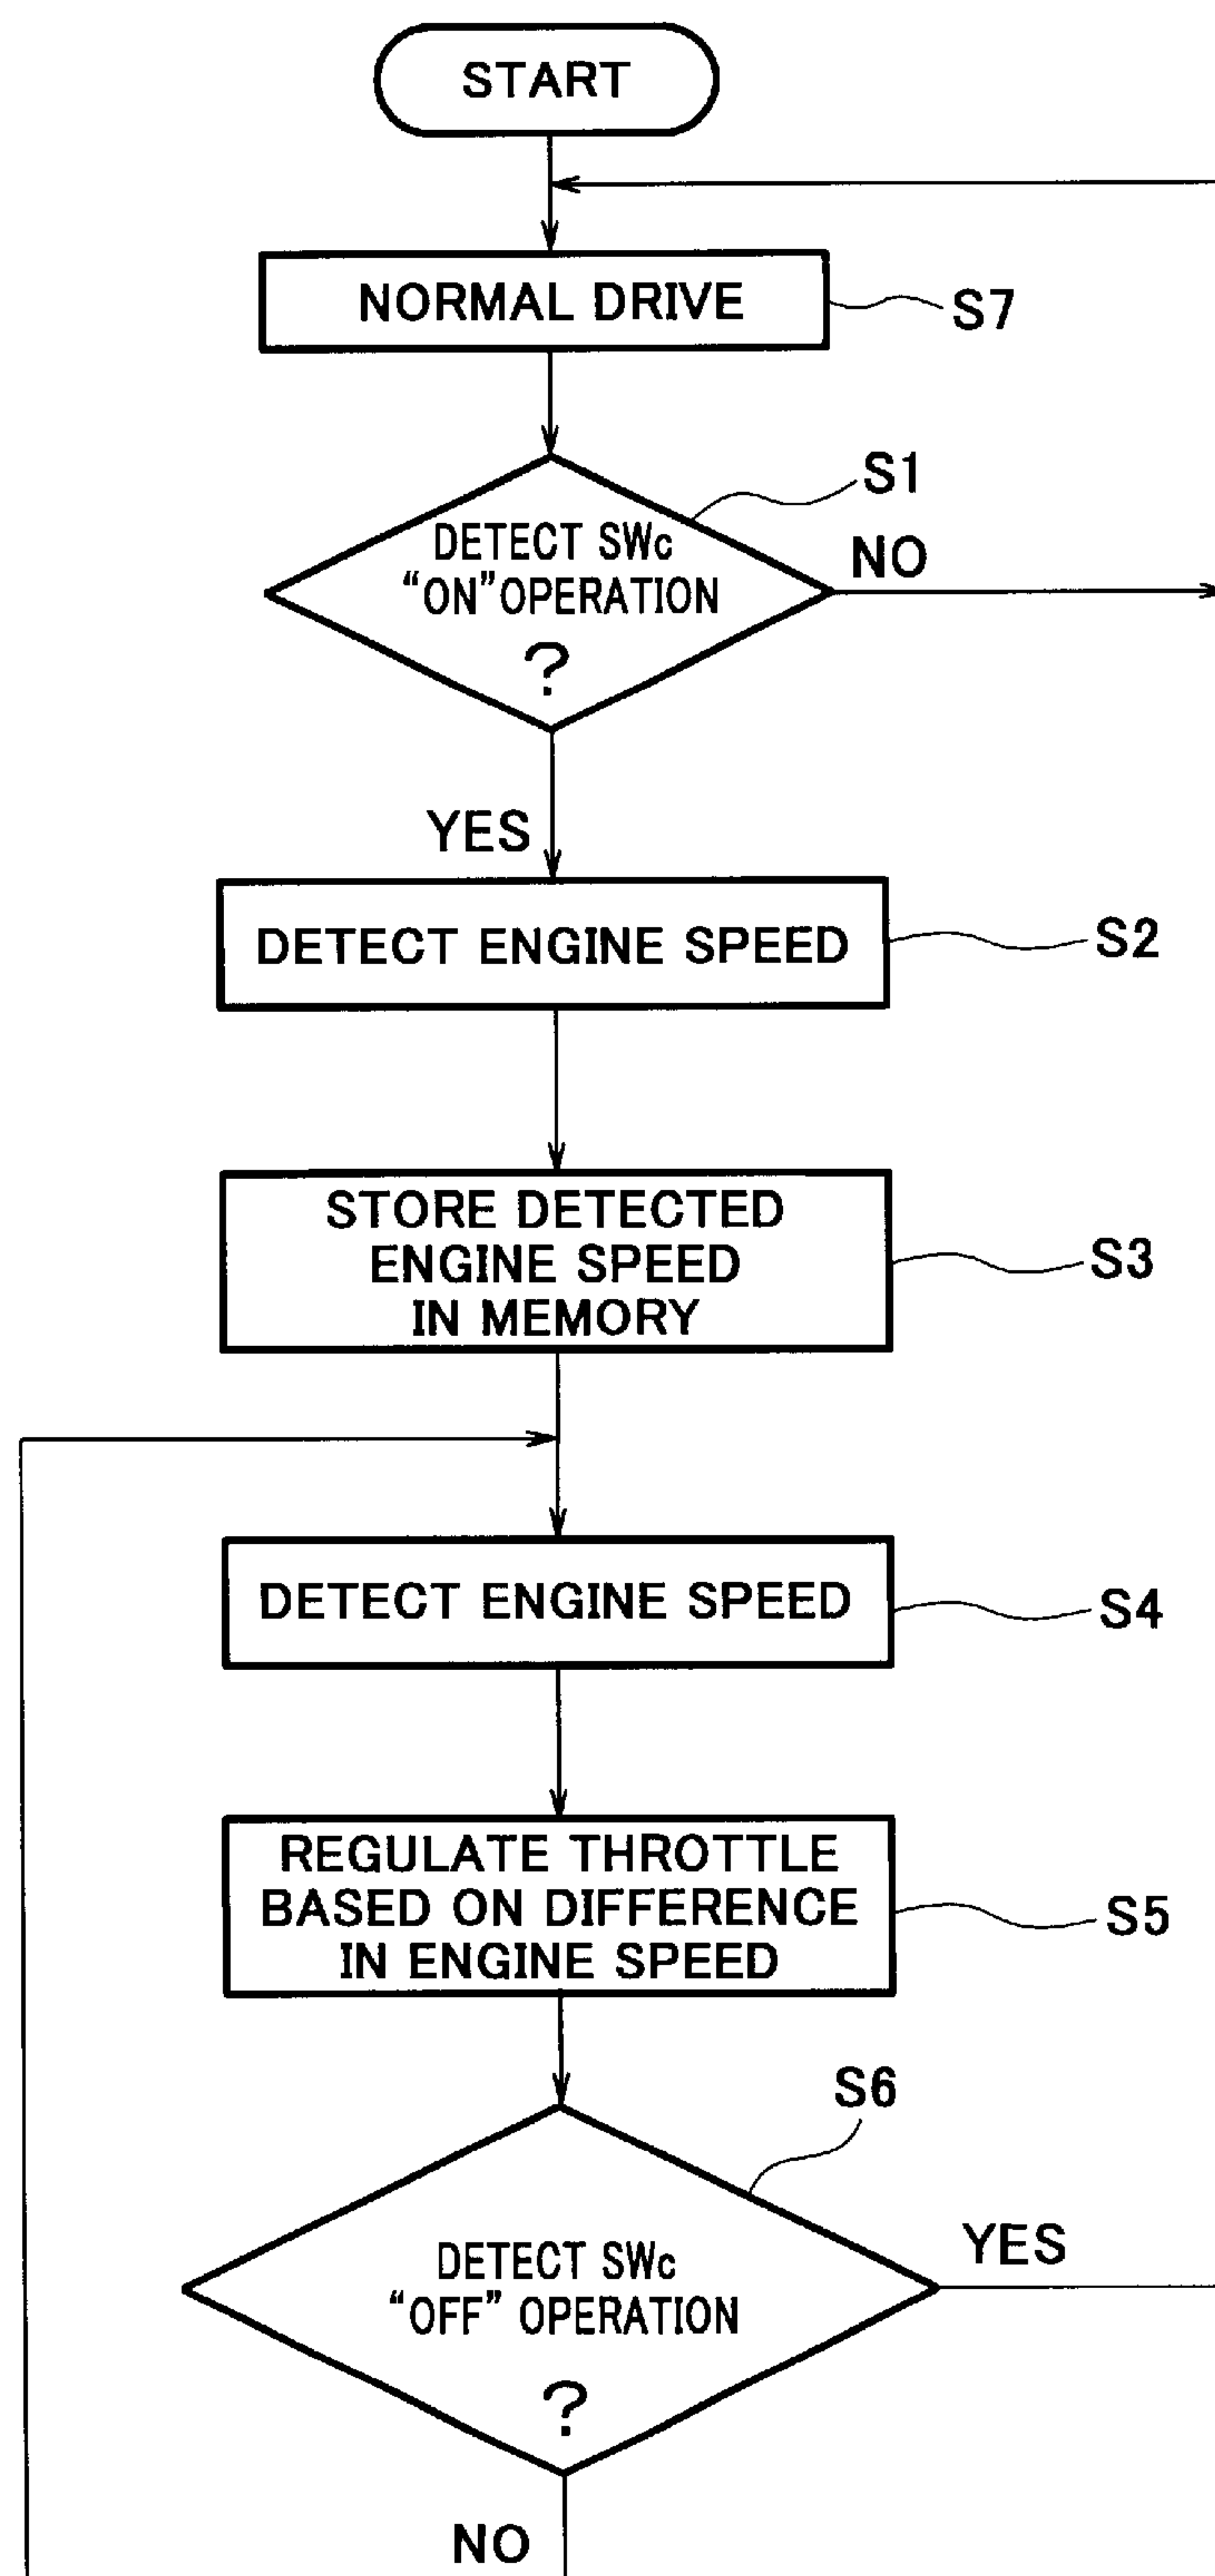 START
NORMAL DRIVE
S7
S1
DETECT SWc
“ON”OPERATION
?
NO
YES
DETECT ENGINE SPEED
S2
STORE DETECTED
ENGINE SPEED
IN MEMORY
S3
DETECT ENGINE SPEED
S4
REGULATE THROTTLE
BASED ON DIFFERENCE
IN ENGINE SPEED
S5
S6
DETECT SWc
“OFF” OPERATION
?
YES
NO